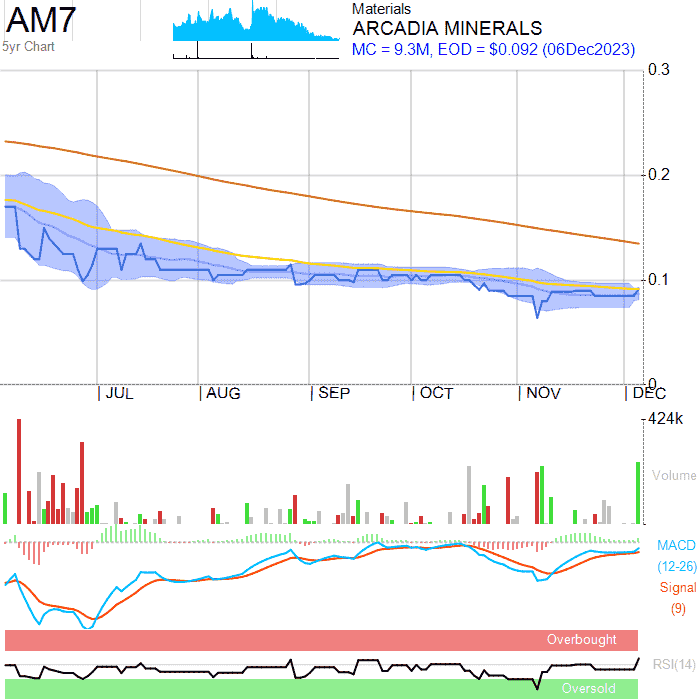 AM7
5yr Chart
Materials
ARCADIA MINERALS
MC = 9.3M, EOD = $0.092 (06Dec2023)
0.3
0.2
0.1
0
JUL AUG SEP OCT NOV DEC
424k
Volume
MACD
(12-26)
Signal
(9)
Overbought
RSI(14)
Oversold